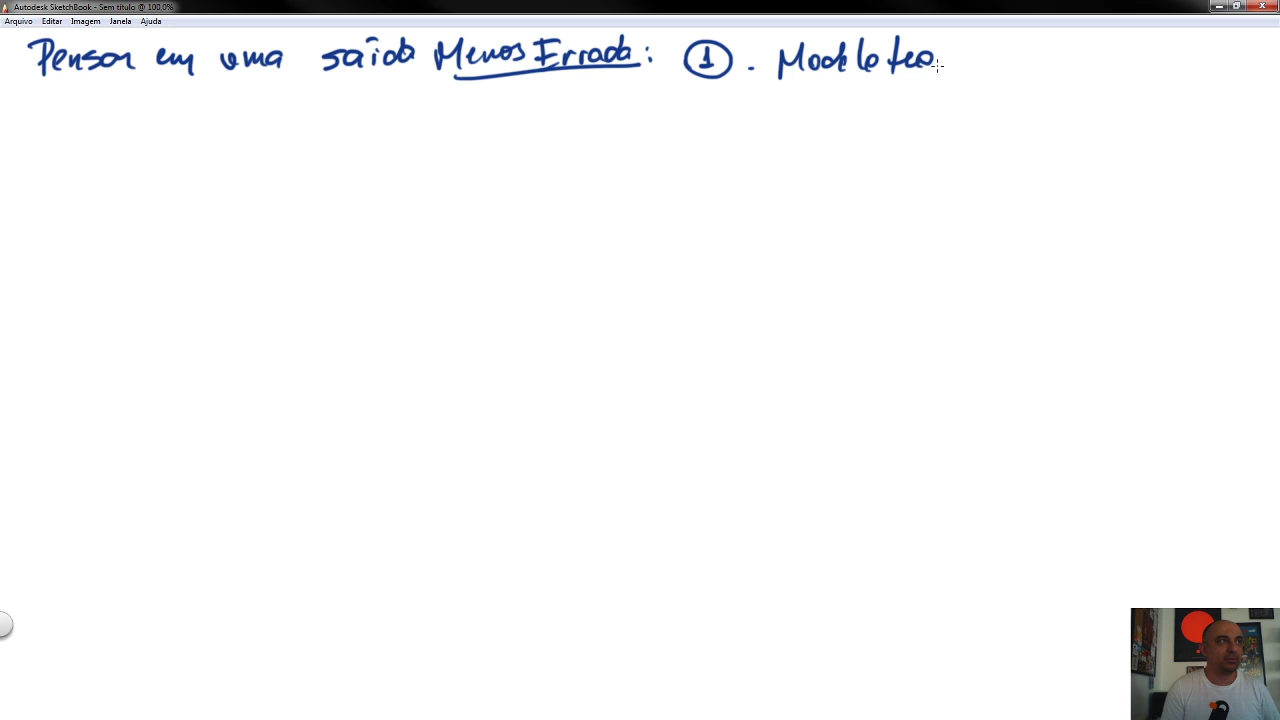 Autodesk SketchBook - Sem título @ 100,0%
Arquivo Editar Imagem Janela Ajuda
Pensar em uma saída Menos Errada: 1. Modelo teo